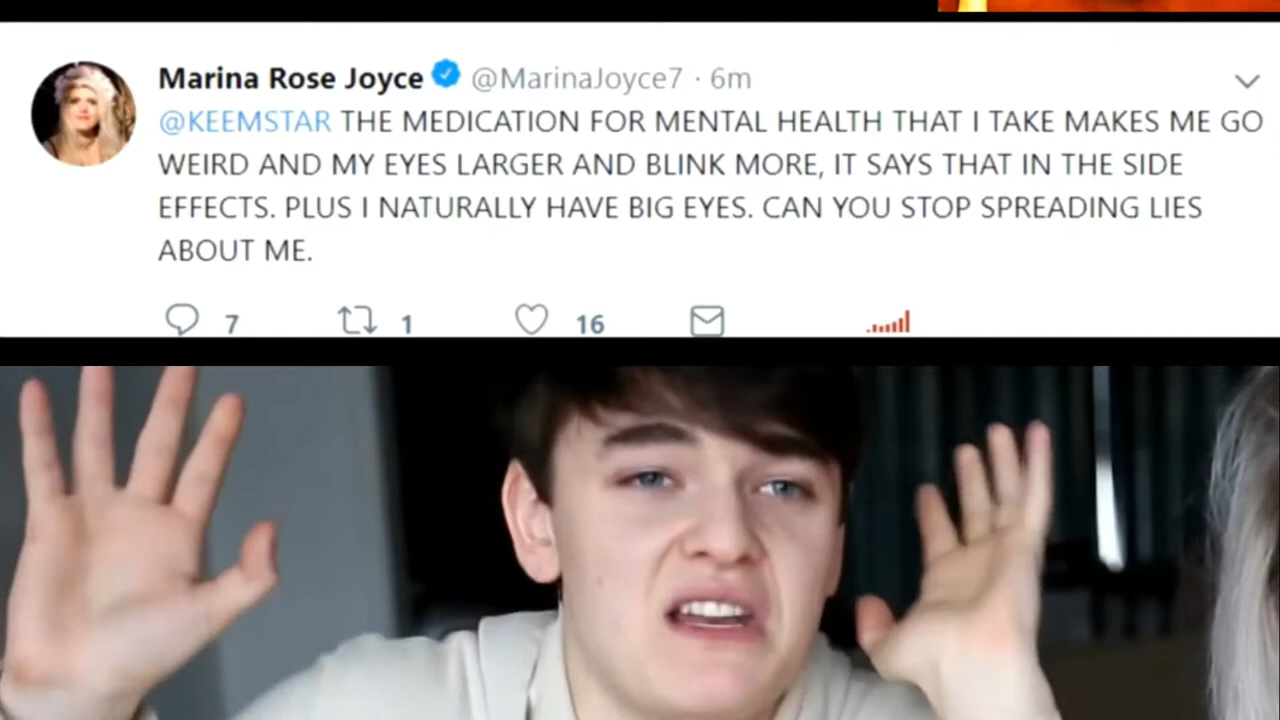 Marina Rose Joyce @MarinaJoyce7 · 6m
@KEEMSTAR THE MEDICATION FOR MENTAL HEALTH THAT I TAKE MAKES ME GO
WEIRD AND MY EYES LARGER AND BLINK MORE, IT SAYS THAT IN THE SIDE
EFFECTS. PLUS I NATURALLY HAVE BIG EYES. CAN YOU STOP SPREADING LIES
ABOUT ME.
7 1 16